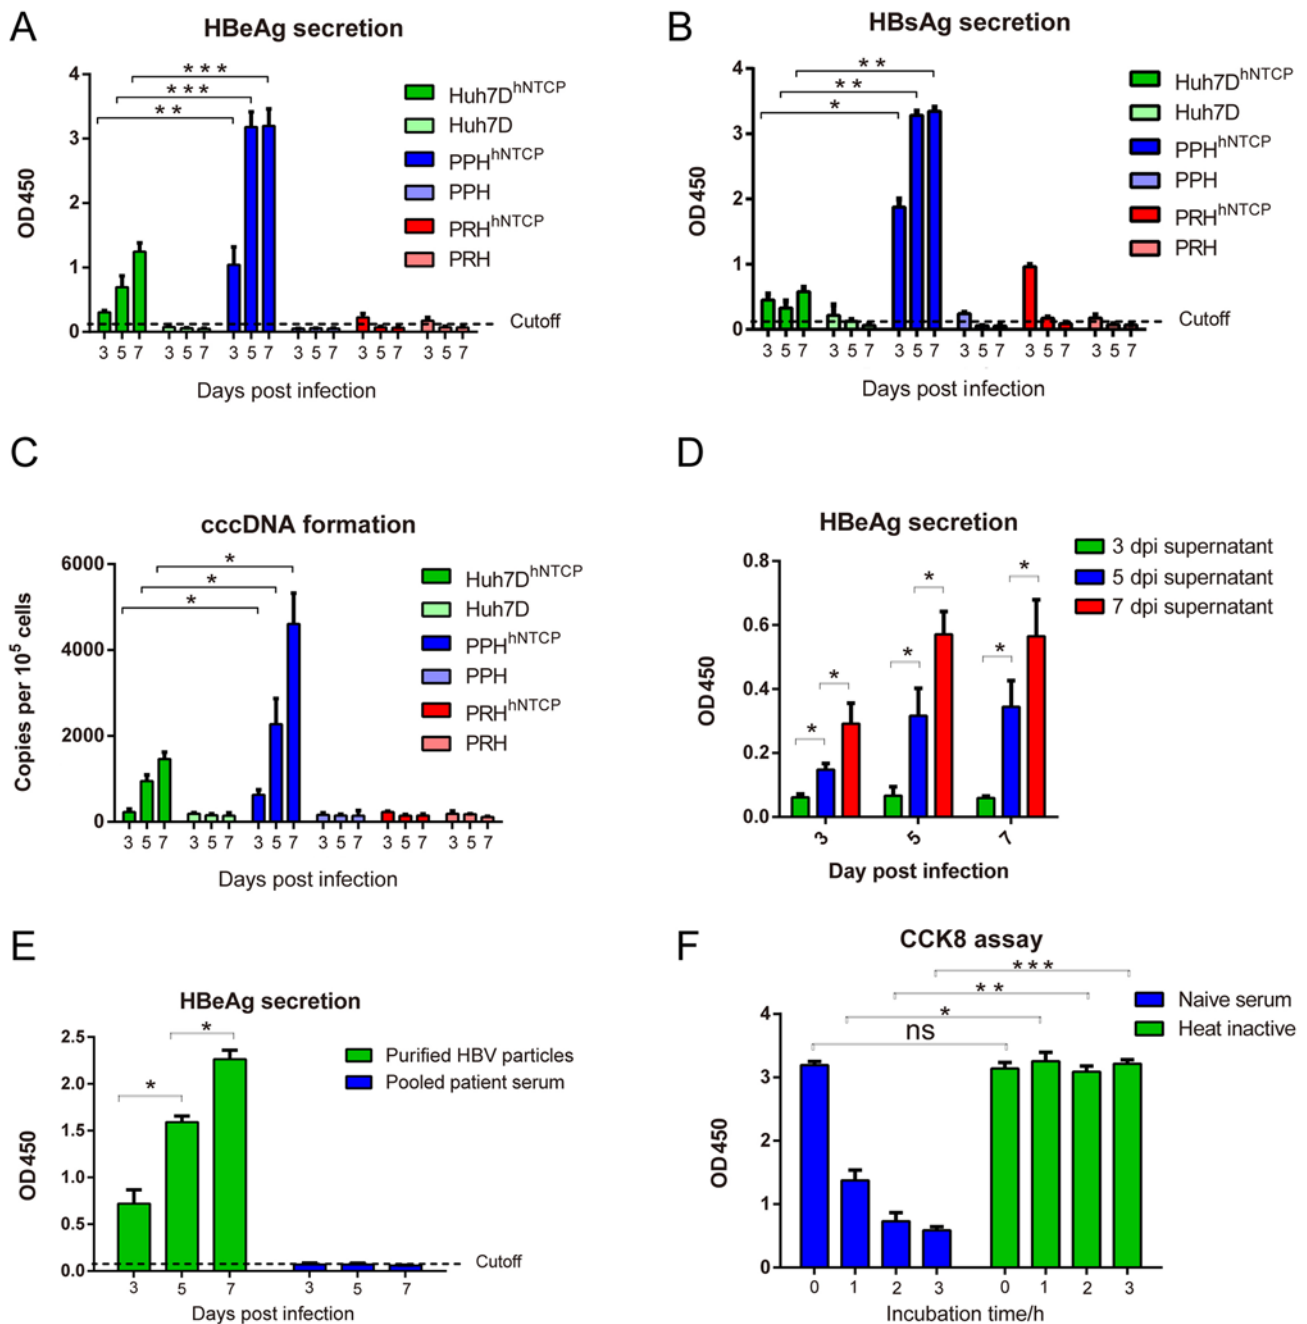 A
HBeAg secretion
* * *
* * *
* *
4
3
2
1
0
OD450
Huh7D^hNTCP
Huh7D
PPH^hNTCP
PPH
PRH^hNTCP
PRH
Cutoff
3 5 7 3 5 7 3 5 7 3 5 7 3 5 7 3 5 7
Days post infection
B
HBsAg secretion
* *
* *
*
4
3
2
1
0
OD450
Huh7D^hNTCP
Huh7D
PPH^hNTCP
PPH
PRH^hNTCP
PRH
Cutoff
3 5 7 3 5 7 3 5 7 3 5 7 3 5 7 3 5 7
Days post infection
C
cccDNA formation
*
*
*
6000
4000
2000
0
Copies per 10^5 cells
Huh7D^hNTCP
Huh7D
PPH^hNTCP
PPH
PRH^hNTCP
PRH
3 5 7 3 5 7 3 5 7 3 5 7 3 5 7 3 5 7
Days post infection
D
HBeAg secretion
3 dpi supernatant
5 dpi supernatant
7 dpi supernatant
* * * * * *
0.8
0.6
0.4
0.2
0.0
OD450
3 5 7
Day post infection
E
HBeAg secretion
* *
2.5
2.0
1.5
1.0
0.5
0.0
OD450
Purified HBV particles
Pooled patient serum
Cutoff
3 5 7 3 5 7
Days post infection
F
CCK8 assay
* * *
* *
*
ns
Naive serum
Heat inactive
4
3
2
1
0
OD450
0 1 2 3 0 1 2 3
Incubation time/h